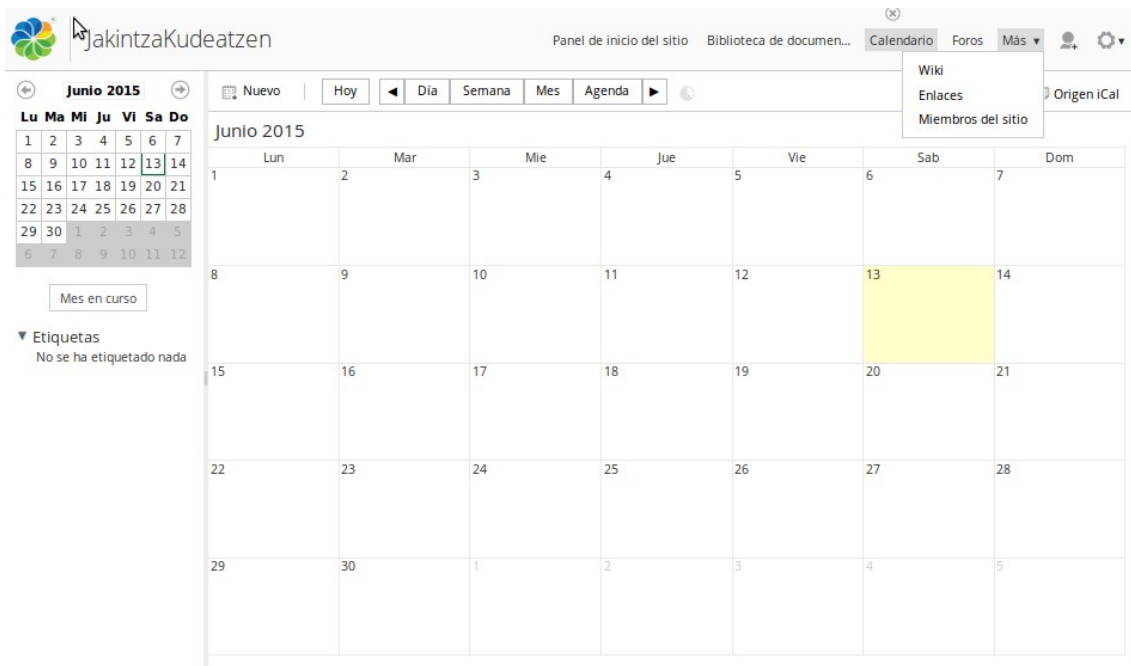 JakintzaKudeatzen
Panel de inicio del sitio Biblioteca de documen... Calendario Foros Más
Wiki
Enlaces
Miembros del sitio
Junio 2015
Lu Ma Mi Ju Vi Sa Do
1 2 3 4 5 6 7
8 9 10 11 12 13 14
15 16 17 18 19 20 21
22 23 24 25 26 27 28
29 30 1 2 3 4 5
6 7 8 9 10 11 12
Mes en curso
Etiquetas
No se ha etiquetado nada
Nuevo Hoy Día Semana Mes Agenda Origen iCal
Junio 2015
Lun Mar Mie Jue Vie Sab Dom
1 2 3 4 5 6 7
8 9 10 11 12 13 14
15 16 17 18 19 20 21
22 23 24 25 26 27 28
29 30 1 2 3 4 5